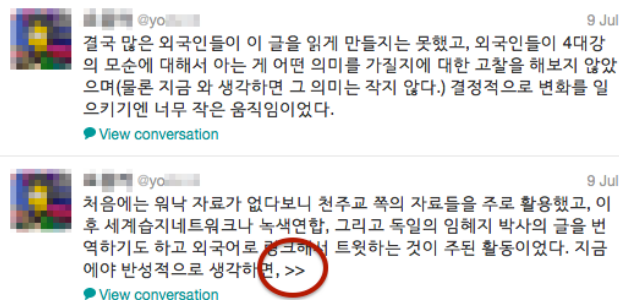 @yo
9 Jul
결국 많은 외국인들이 이 글을 읽게 만들지는 못했고, 외국인들이 4대강
의 모순에 대해서 아는 게 어떤 의미를 가질지에 대한 고찰을 해보지 않았
으며(물론 지금 와 생각하면 그 의미는 작지 않다.) 결정적으로 변화를 일
으키기엔 너무 작은 움직임이었다.
View conversation
@yo
9 Jul
처음에는 워낙 자료가 없다보니 천주교 쪽의 자료들을 주로 활용했고, 이
후 세계습지네트워크나 녹색연합, 그리고 독일의 임혜지 박사의 글을 번
역하기도 하고 외국어로 링크해서 트윗하는 것이 주된 활동이었다. 지금
에야 반성적으로 생각하면, >>
View conversation